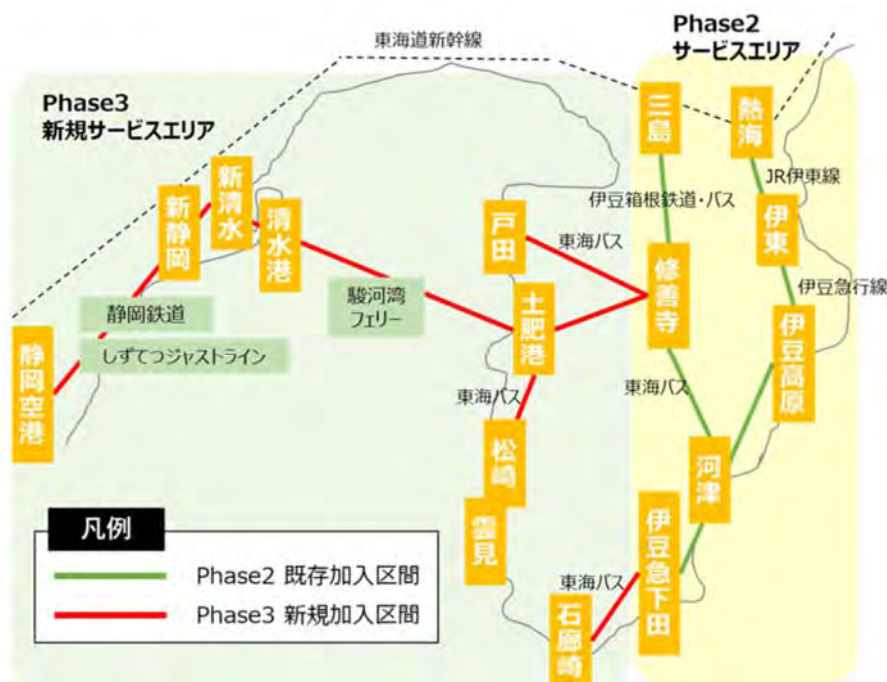 Phase2
サービスエリア
東海道新幹線
Phase3
新規サービスエリア
三島
熱海
JR伊東線
伊豆箱根鉄道・バス
新清水
新静岡
清水港
戸田
東海バス
伊東
修善寺
伊豆急行線
駿河湾
フェリー
土肥港
静岡鉄道
しずてつジャストライン
静岡空港
伊豆高原
東海バス
東海バス
松崎
河津
雲見
伊豆急下田
東海バス
石廊崎
凡例
Phase2 既存加入区間
Phase3 新規加入区間